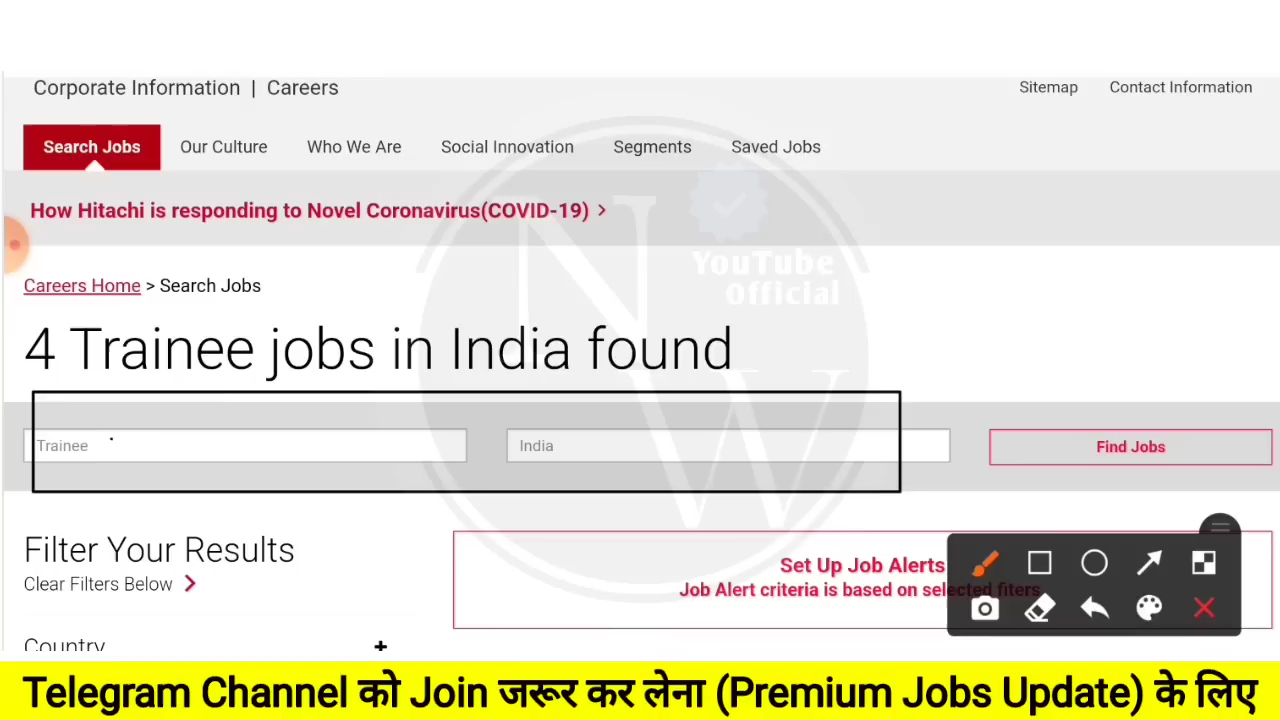 Corporate Information | Careers
Sitemap Contact Information
Search Jobs Our Culture Who We Are Social Innovation Segments Saved Jobs
How Hitachi is responding to Novel Coronavirus(COVID-19) >
Careers Home > Search Jobs
YouTube
Official
4 Trainee jobs in India found
Trainee India Find Jobs
NW
Filter Your Results
Clear Filters Below >
Set Up Job Alerts
Job Alert criteria is based on selected fiters
Country +
Telegram Channel को Join जरूर कर लेना (Premium Jobs Update) के लिए